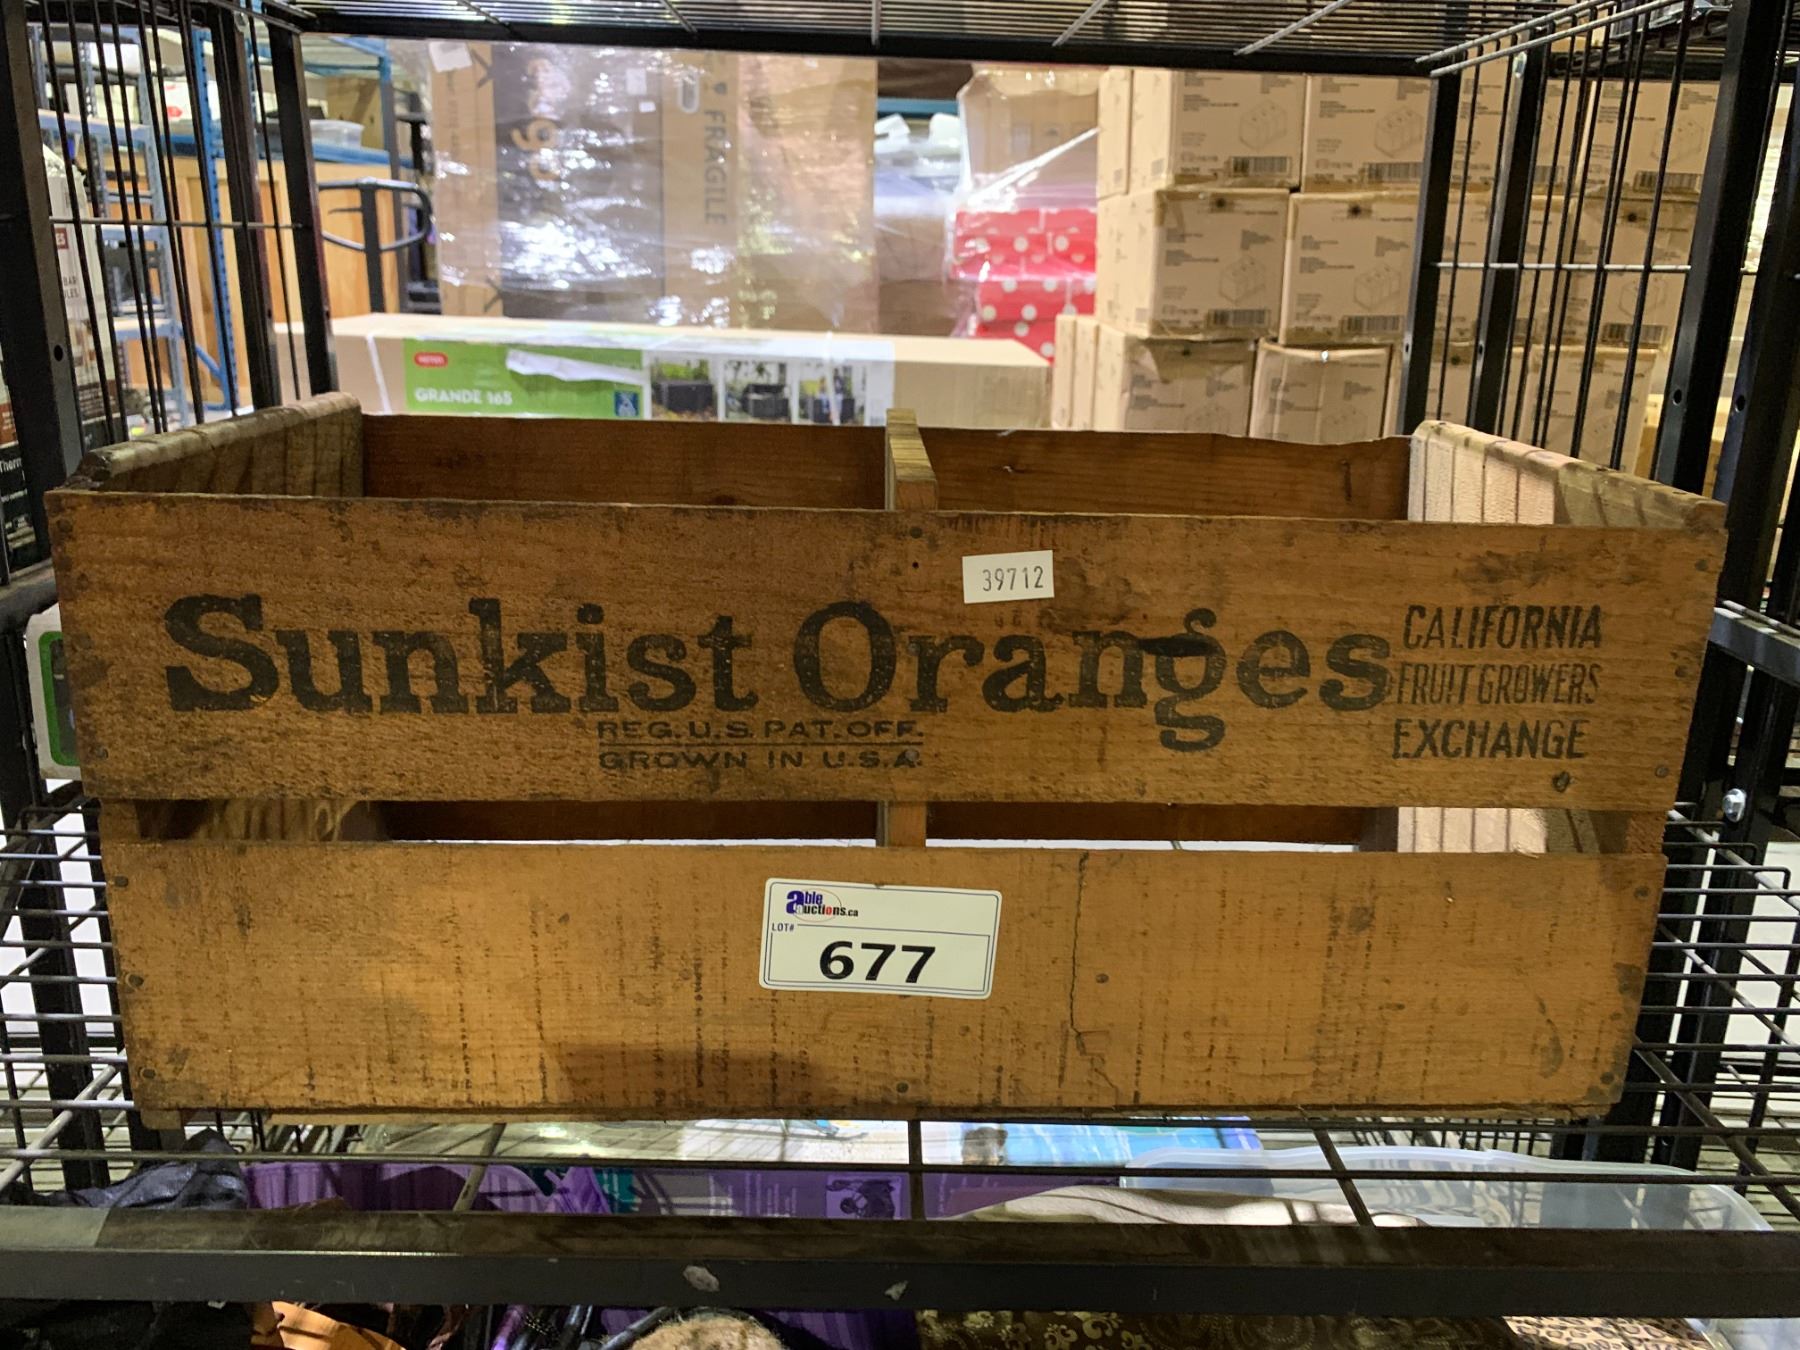 FRAGILE
GRANDE 165
39712
Sunkist Oranges
REG. U.S. PAT. OFF.
GROWN IN U.S.A.
CALIFORNIA
FRUIT GROWERS
EXCHANGE
able
auctions.ca
LOT#
677